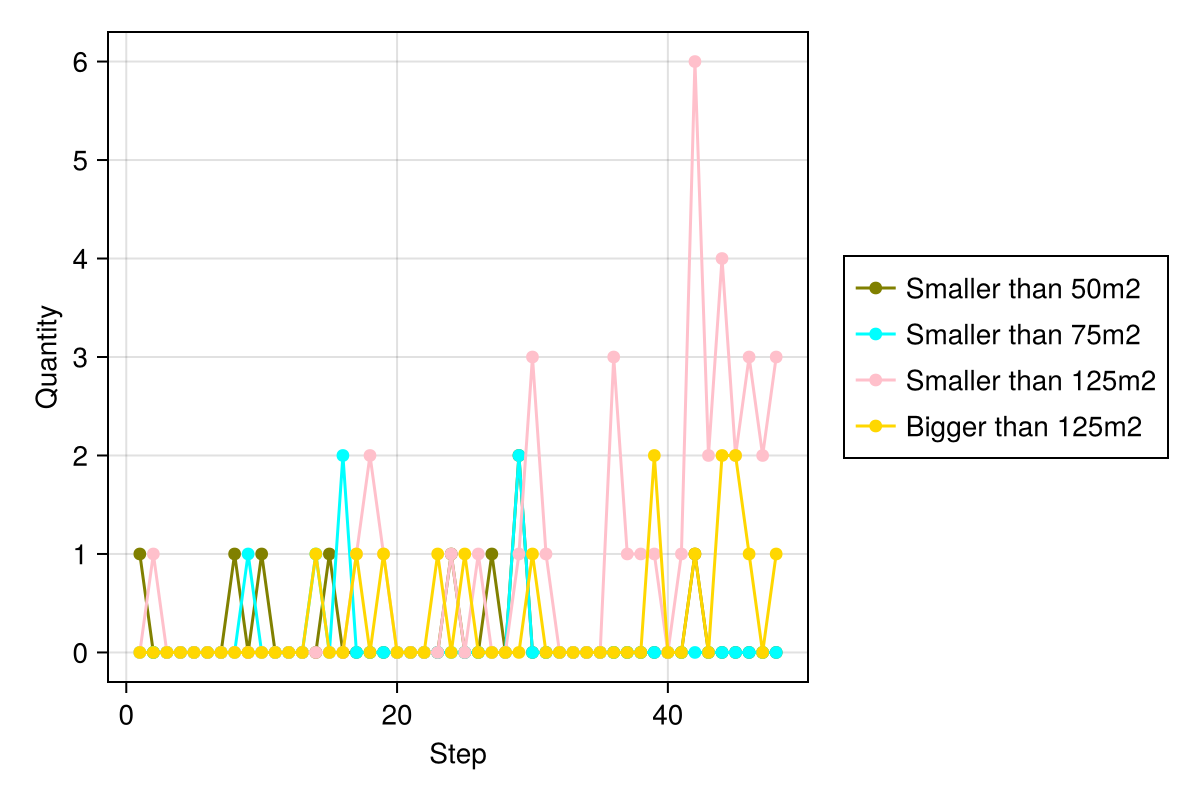 6
5
4
3
2
1
0
Quantity
0 20 40
Step
Smaller than 50m2
Smaller than 75m2
Smaller than 125m2
Bigger than 125m2